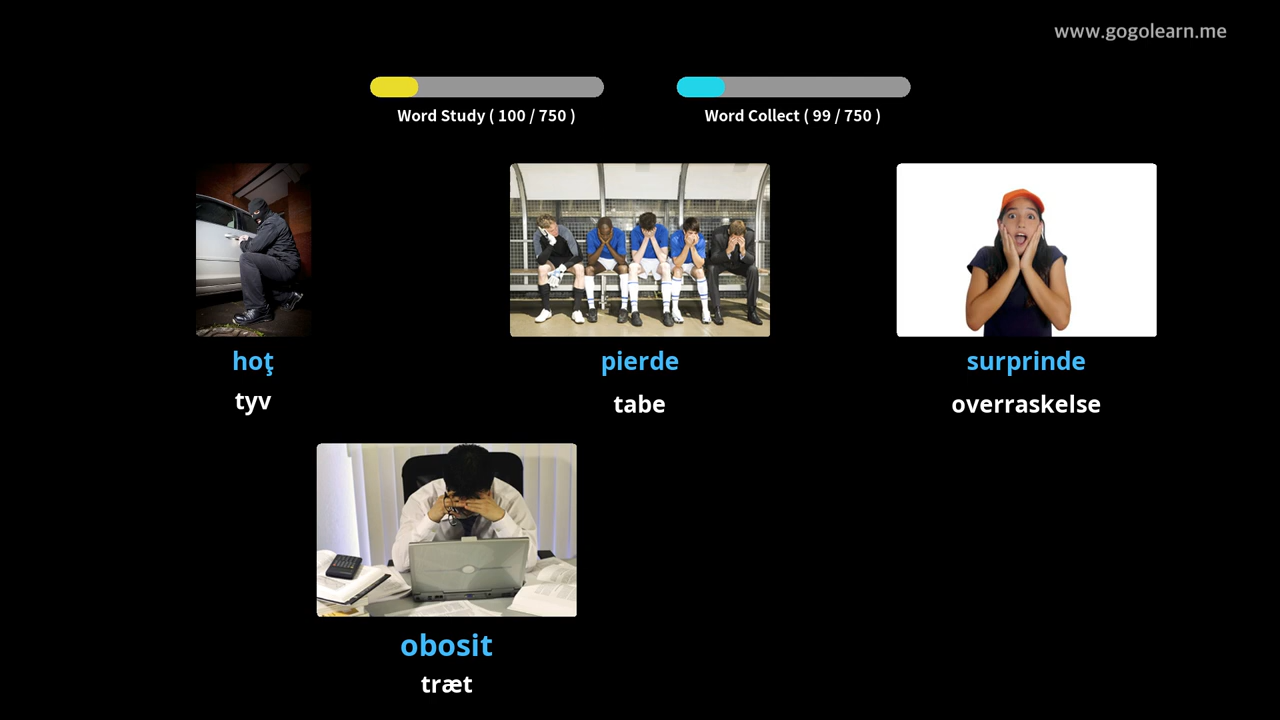 www.gogolearn.me
Word Study ( 100 / 750 )
Word Collect ( 99 / 750 )
hoţ
tyv
pierde
tabe
surprinde
overraskelse
obosit
træt